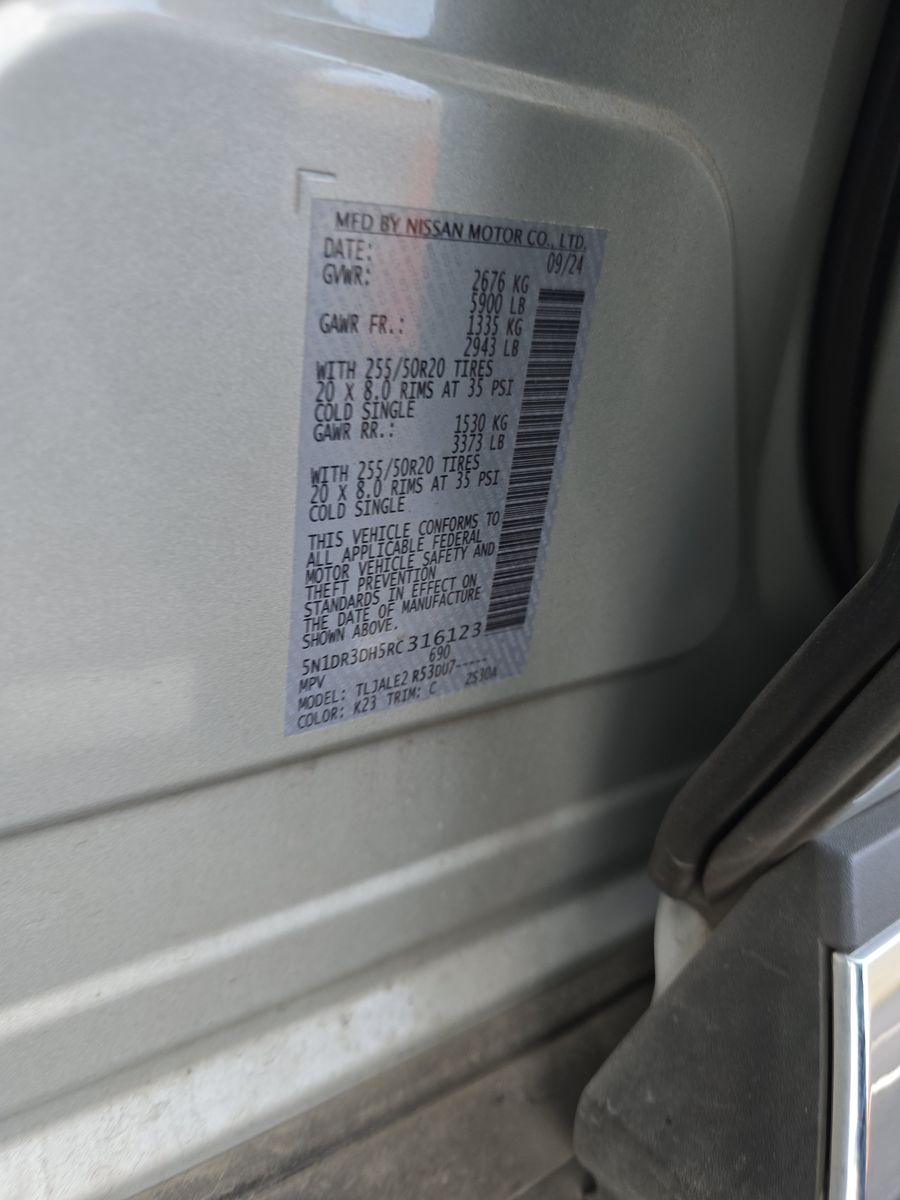 MFD BY NISSAN MOTOR CO., LTD.
DATE: 09/24
GVWR: 2676 KG
5900 LB
GAWR FR.: 1335 KG
2943 LB
WITH 255/50R20 TIRES
20 X 8.0 RIMS AT 35 PSI
COLD SINGLE
GAWR RR.: 1530 KG
3373 LB
WITH 255/50R20 TIRES
20 X 8.0 RIMS AT 35 PSI
COLD SINGLE
THIS VEHICLE CONFORMS TO
ALL APPLICABLE FEDERAL
MOTOR VEHICLE SAFETY AND
THEFT PREVENTION
STANDARDS IN EFFECT ON
THE DATE OF MANUFACTURE
SHOWN ABOVE.
5N1DR3DH5RC316123
MPV 690
MODEL: TLJALE2 R53DU7-----
COLOR: K23 TRIM: C ZS30A